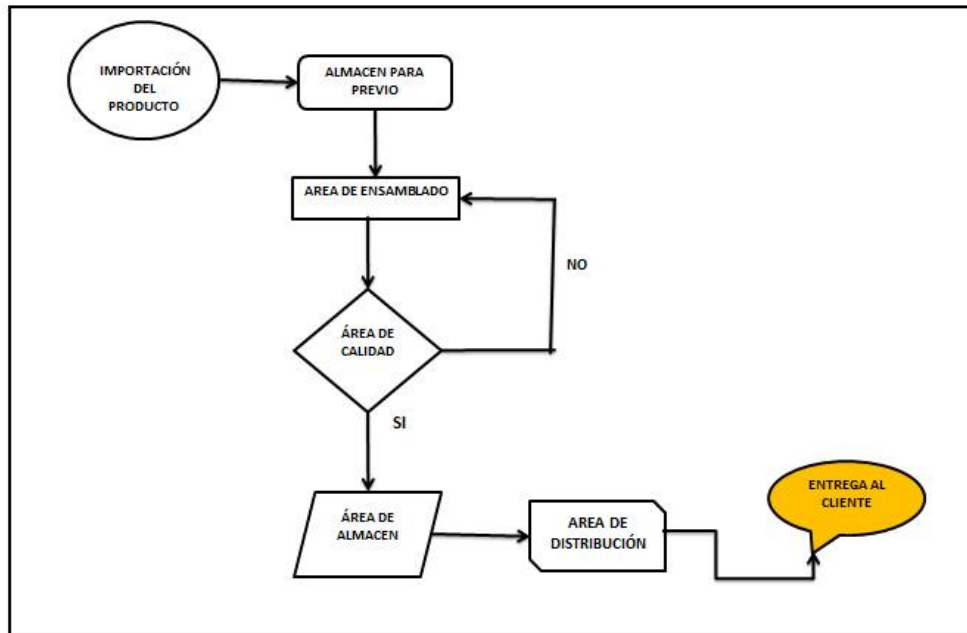 IMPORTACIÓN
DEL
PRODUCTO
ALMACEN PARA
PREVIO
AREA DE ENSAMBLADO
NO
ÁREA DE
CALIDAD
SI
ÁREA DE
ALMACEN
AREA DE
DISTRIBUCIÓN
ENTREGA AL
CLIENTE